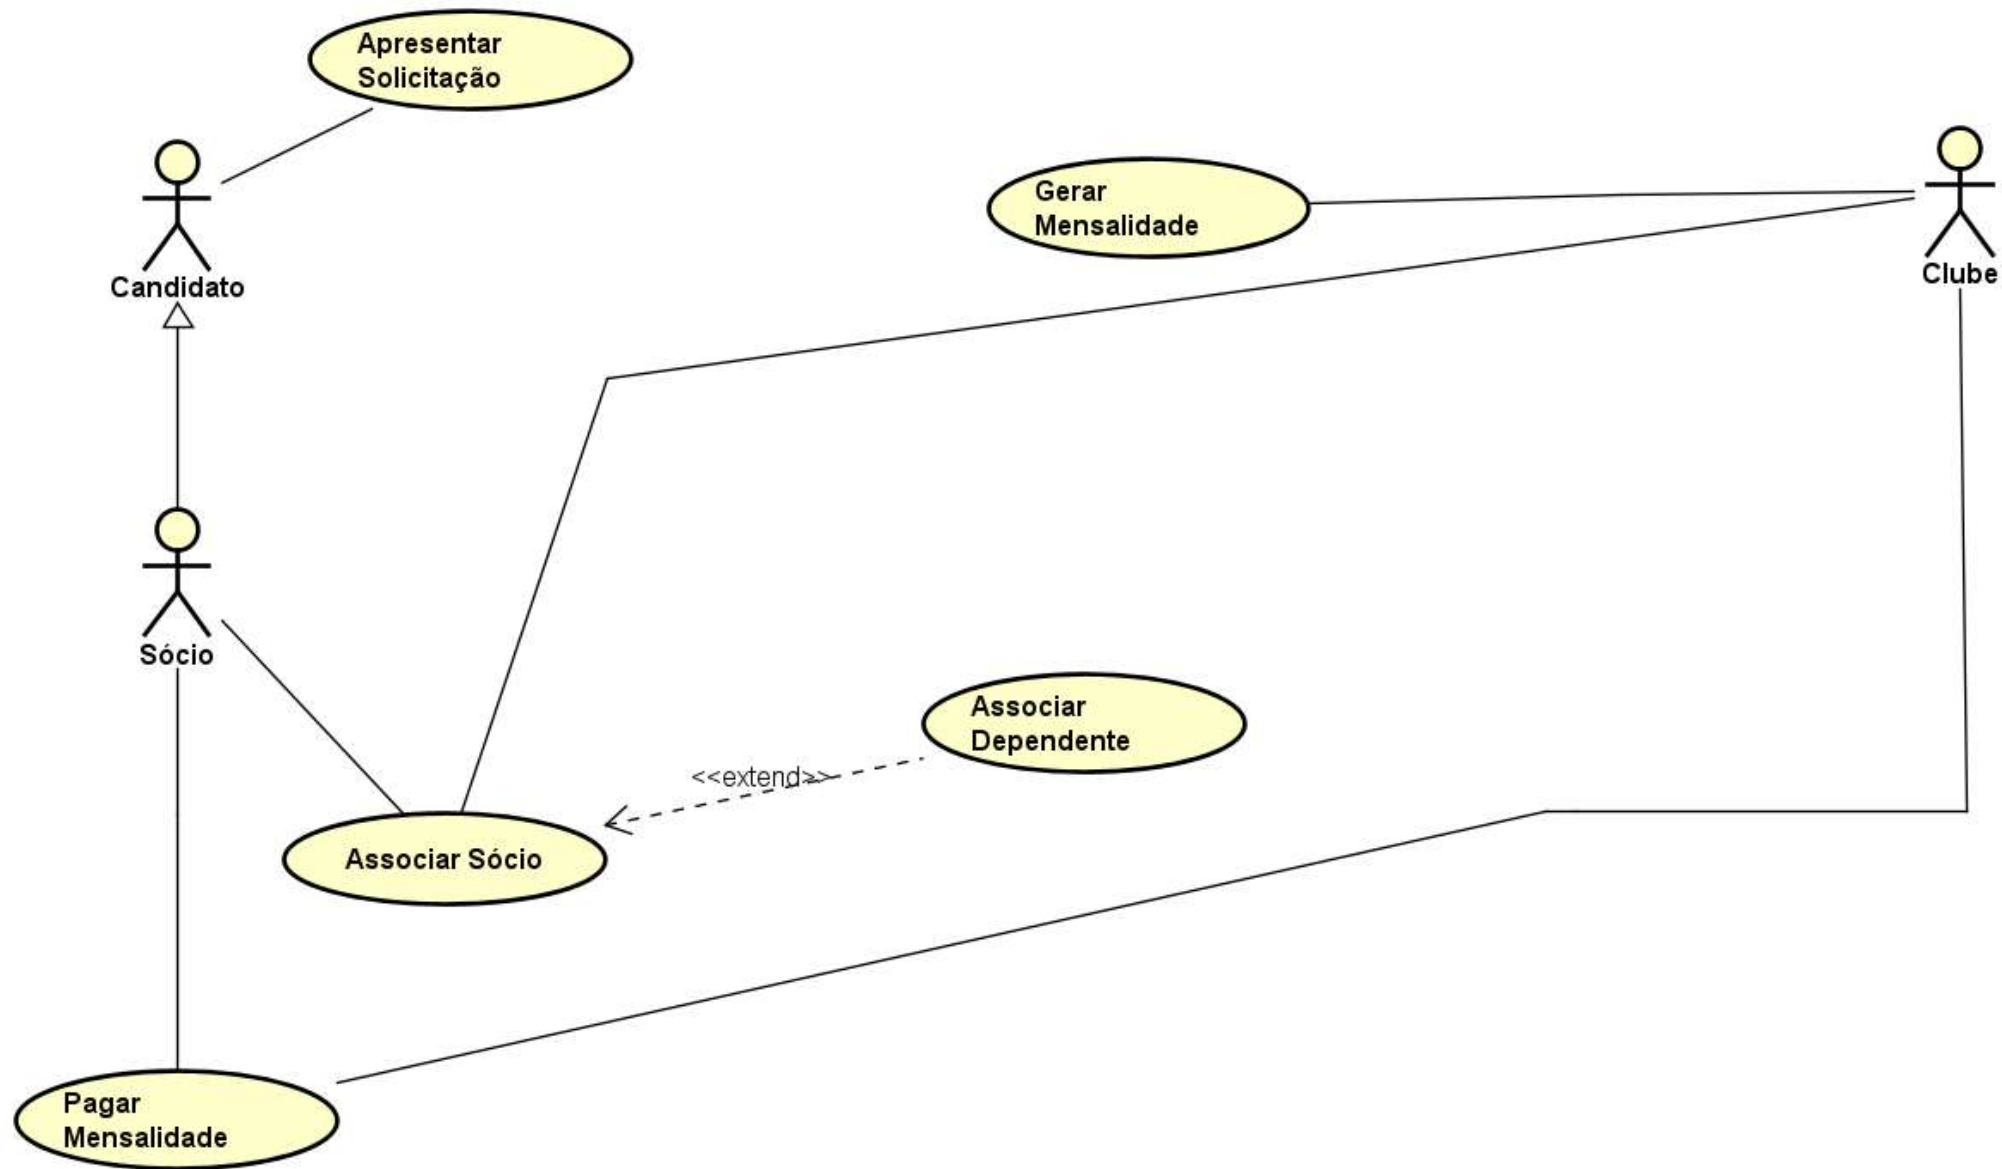 Apresentar
Solicitação
Candidato
Gerar
Mensalidade
Clube
Sócio
Associar
Dependente
<<extend>>
Associar Sócio
Pagar
Mensalidade